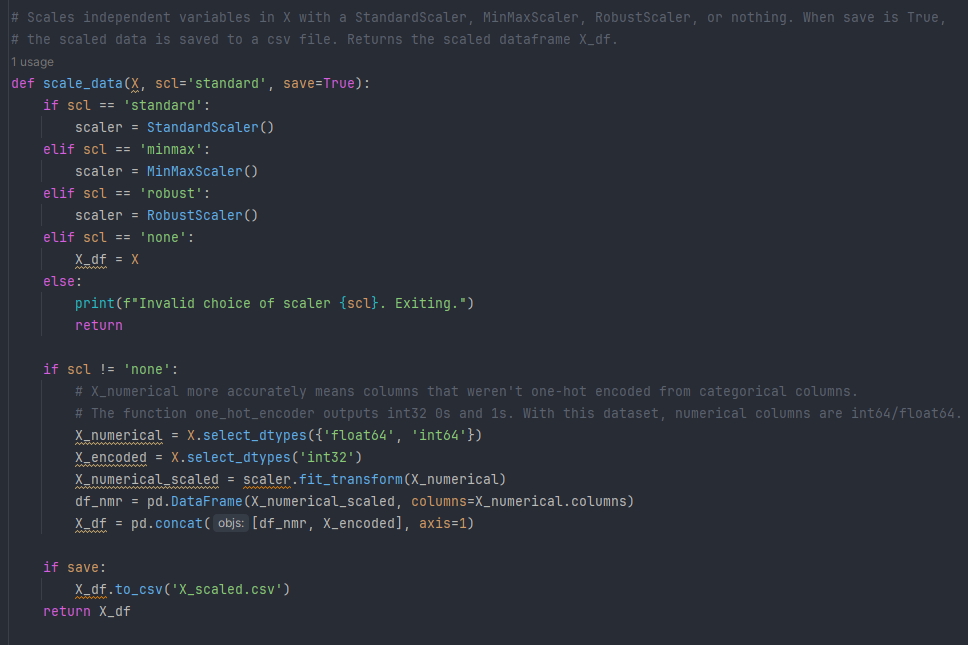 # Scales independent variables in X with a StandardScaler, MinMaxScaler, RobustScaler, or nothing. When save is True,
# the scaled data is saved to a csv file. Returns the scaled dataframe X_df.
1 usage
def scale_data(X, scl='standard', save=True):
    if scl == 'standard':
        scaler = StandardScaler()
    elif scl == 'minmax':
        scaler = MinMaxScaler()
    elif scl == 'robust':
        scaler = RobustScaler()
    elif scl == 'none':
        X_df = X
    else:
        print(f"Invalid choice of scaler {scl}. Exiting.")
        return

    if scl != 'none':
        # X_numerical more accurately means columns that weren't one-hot encoded from categorical columns.
        # The function one_hot_encoder outputs int32 0s and 1s. With this dataset, numerical columns are int64/float64.
        X_numerical = X.select_dtypes({'float64', 'int64'})
        X_encoded = X.select_dtypes('int32')
        X_numerical_scaled = scaler.fit_transform(X_numerical)
        df_nmr = pd.DataFrame(X_numerical_scaled, columns=X_numerical.columns)
        X_df = pd.concat( objs: [df_nmr, X_encoded], axis=1)

    if save:
        X_df.to_csv('X_scaled.csv')
    return X_df